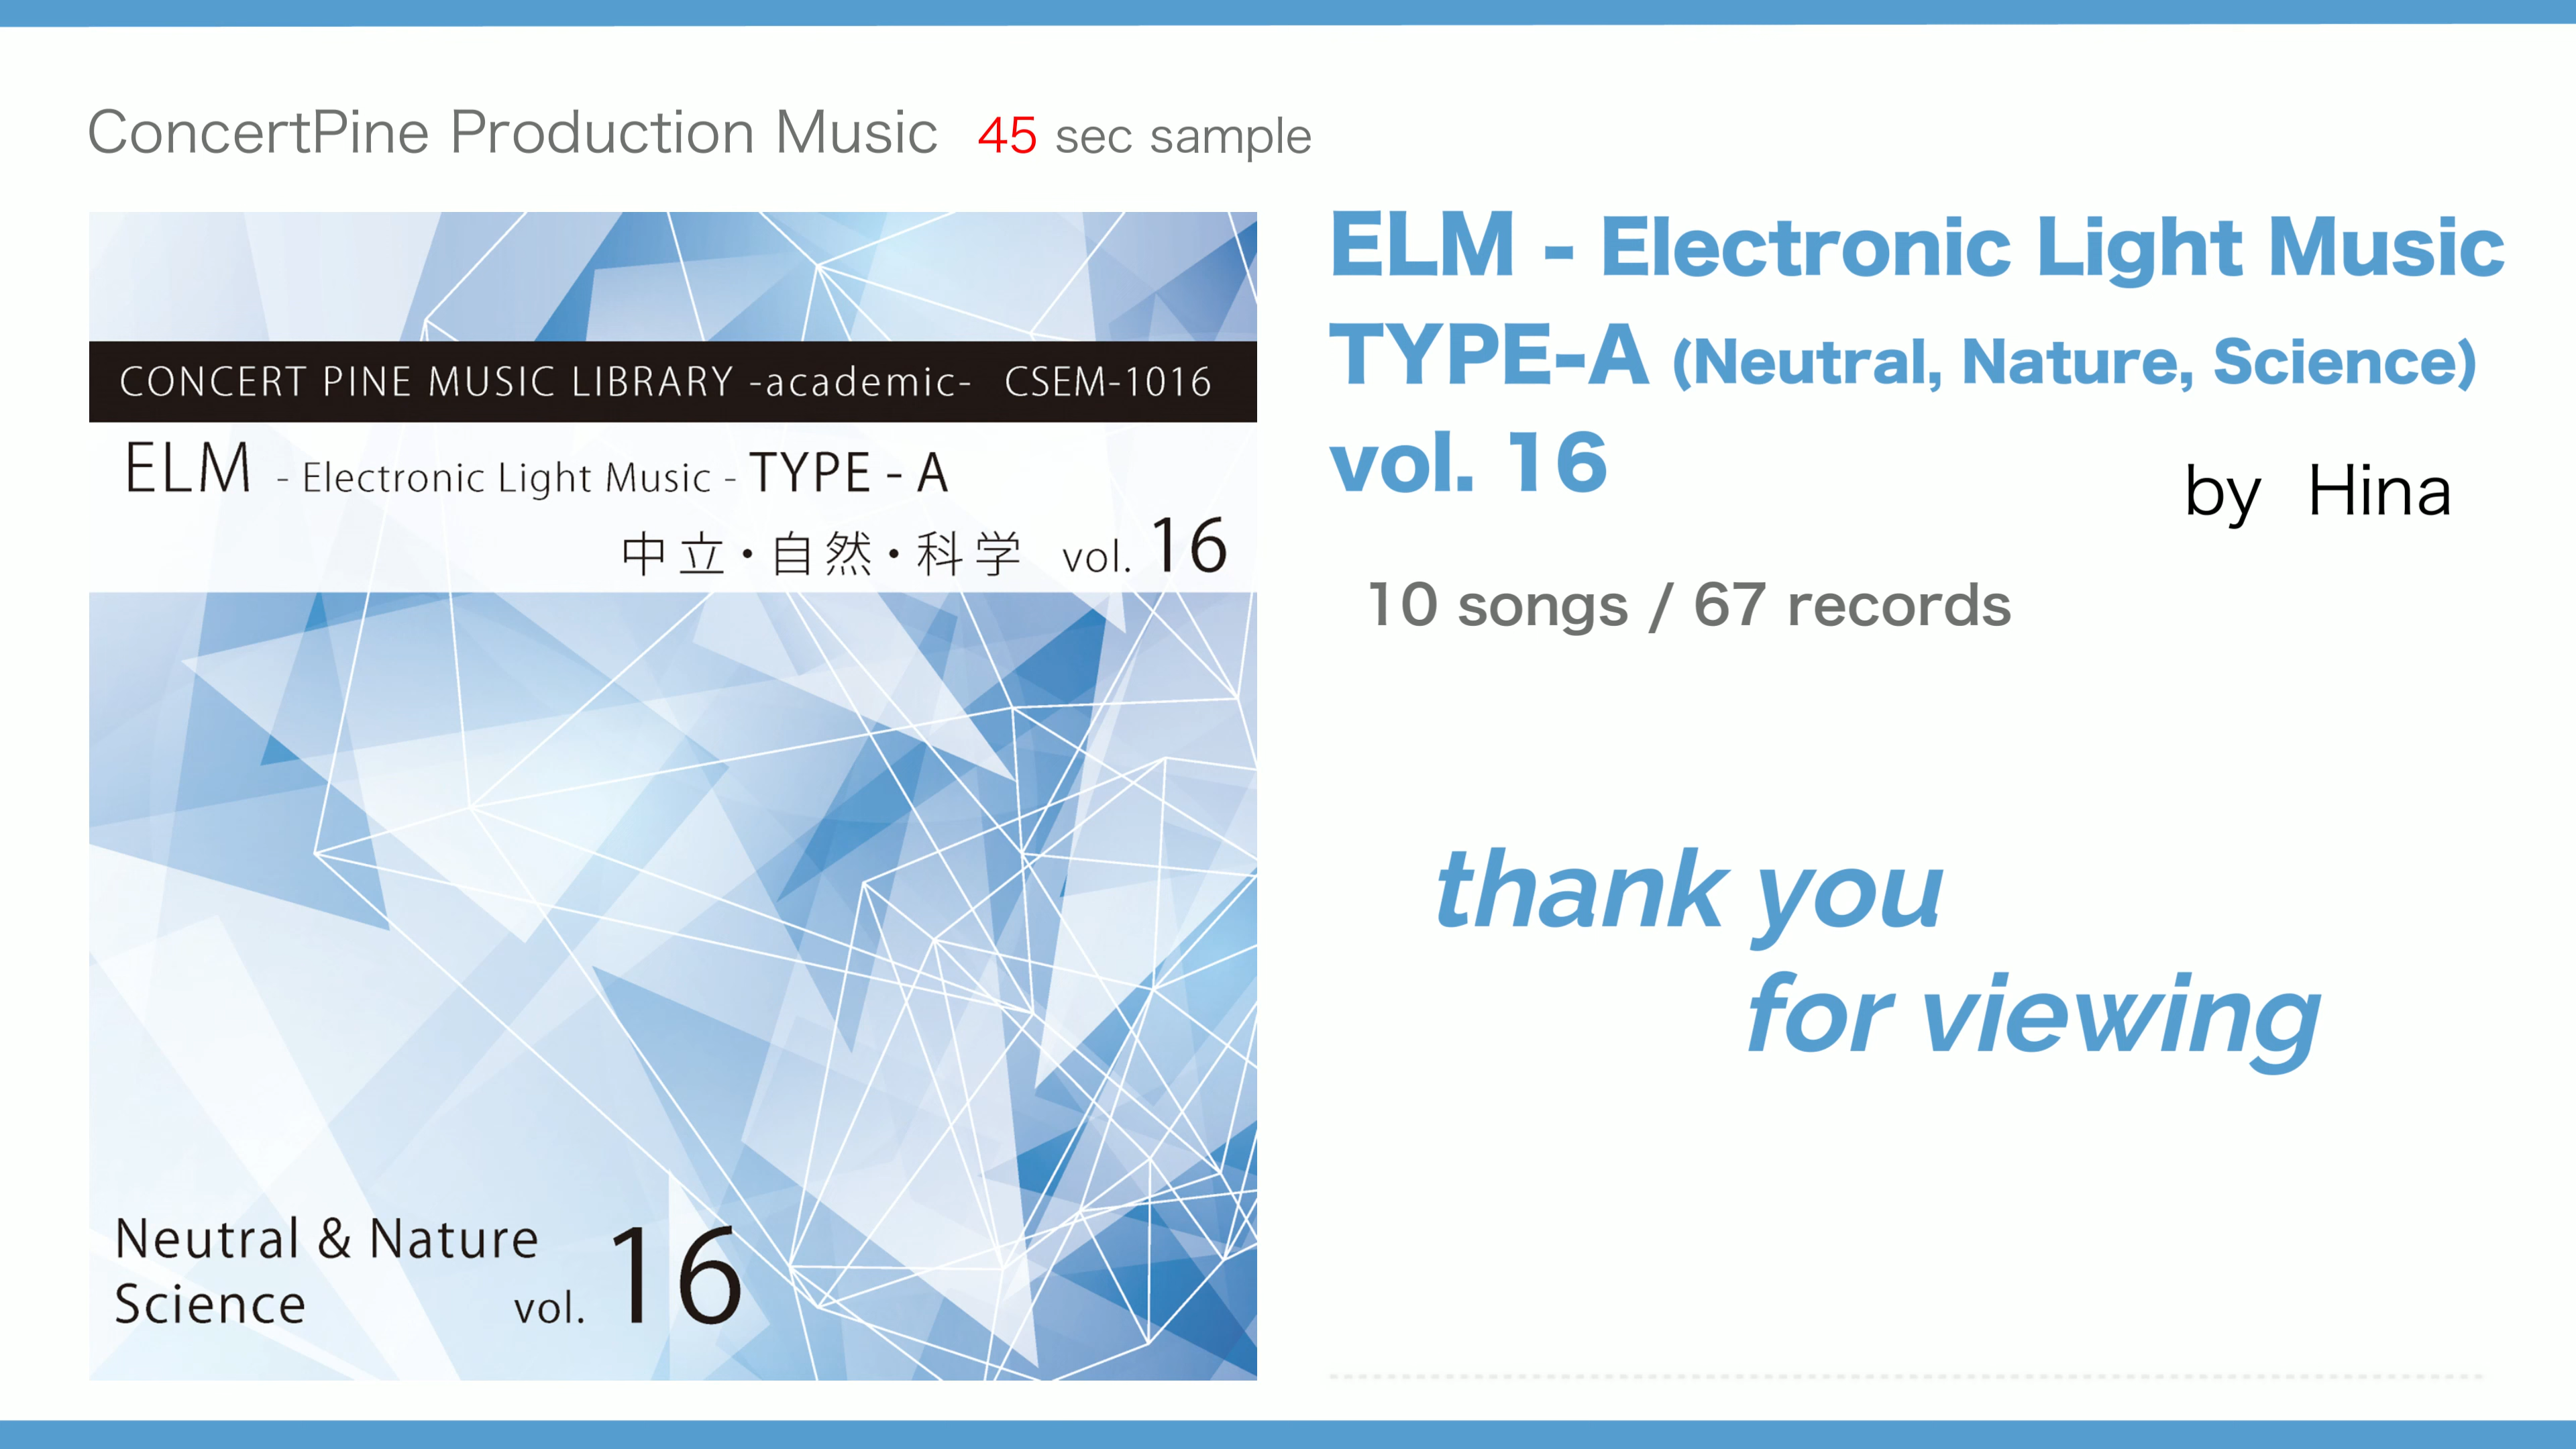 ConcertPine Production Music 45 sec sample
CONCERT PINE MUSIC LIBRARY -academic- CSEM-1016
ELM - Electronic Light Music - TYPE - A
中立・自然・科学 vol. 16
Neutral & Nature
Science vol. 16
ELM - Electronic Light Music
TYPE-A (Neutral, Nature, Science)
vol. 16
by Hina
10 songs / 67 records
thank you
for viewing